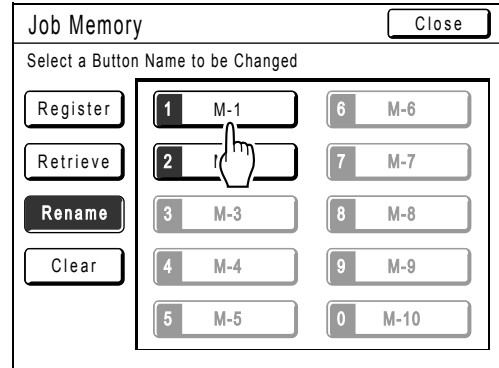 Job Memory
Close
Select a Button Name to be Changed
Register
Retrieve
Rename
Clear
1 M-1
2
3 M-3
4 M-4
5 M-5
6 M-6
7 M-7
8 M-8
9 M-9
0 M-10